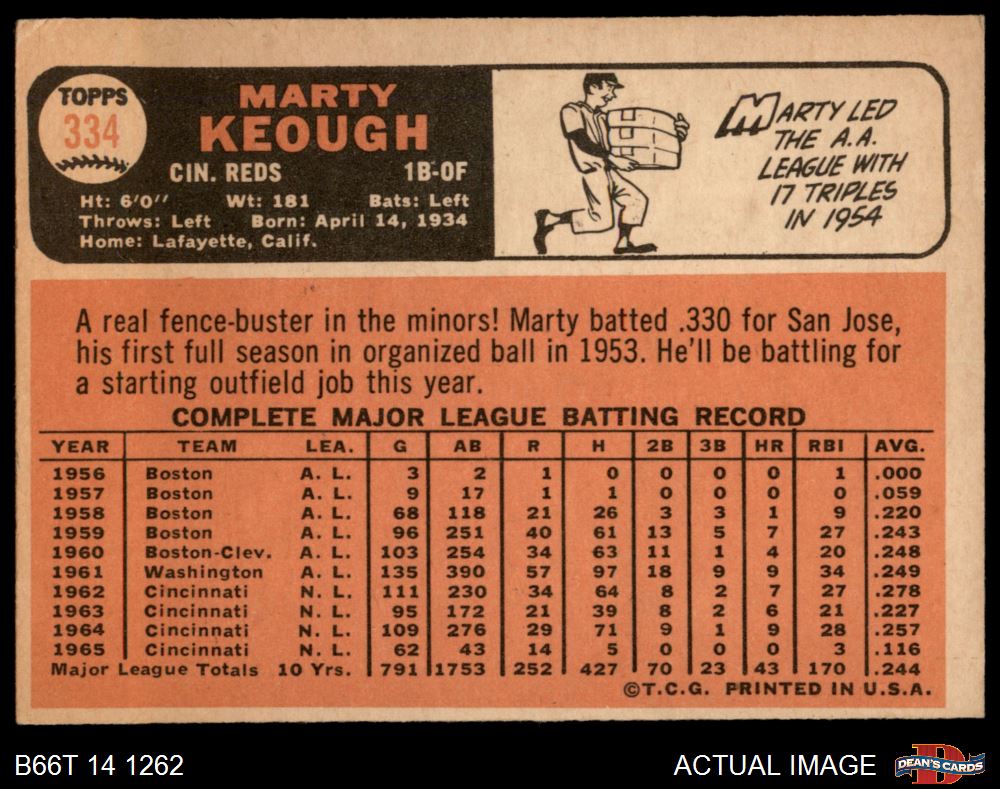 TOPPS
334
MARTY
KEOUGH
CIN. REDS 1B-OF
Ht: 6'0'' Wt: 181 Bats: Left
Throws: Left Born: April 14, 1934
Home: Lafayette, Calif.
MARTY LED
THE A.A.
LEAGUE WITH
17 TRIPLES
IN 1954
A real fence-buster in the minors! Marty batted .330 for San Jose,
his first full season in organized ball in 1953. He'll be battling for
a starting outfield job this year.
COMPLETE MAJOR LEAGUE BATTING RECORD
YEAR TEAM LEA. G AB R H 2B 3B HR RBI AVG.
1956 Boston A. L. 3 2 1 0 0 0 0 1 .000
1957 Boston A. L. 9 17 1 1 0 0 0 0 .059
1958 Boston A. L. 68 118 21 26 3 3 1 9 .220
1959 Boston A. L. 96 251 40 61 13 5 7 27 .243
1960 Boston-Clev. A. L. 103 254 34 63 11 1 4 20 .248
1961 Washington A. L. 135 390 57 97 18 9 9 34 .249
1962 Cincinnati N. L. 111 230 34 64 8 2 7 27 .278
1963 Cincinnati N. L. 95 172 21 39 8 2 6 21 .227
1964 Cincinnati N. L. 109 276 29 71 9 1 9 28 .257
1965 Cincinnati N. L. 62 43 14 5 0 0 0 3 .116
Major League Totals 10 Yrs. 791 1753 252 427 70 23 43 170 .244
©T.C.G. PRINTED IN U.S.A.
B66T 14 1262 ACTUAL IMAGE
DEAN'S CARDS